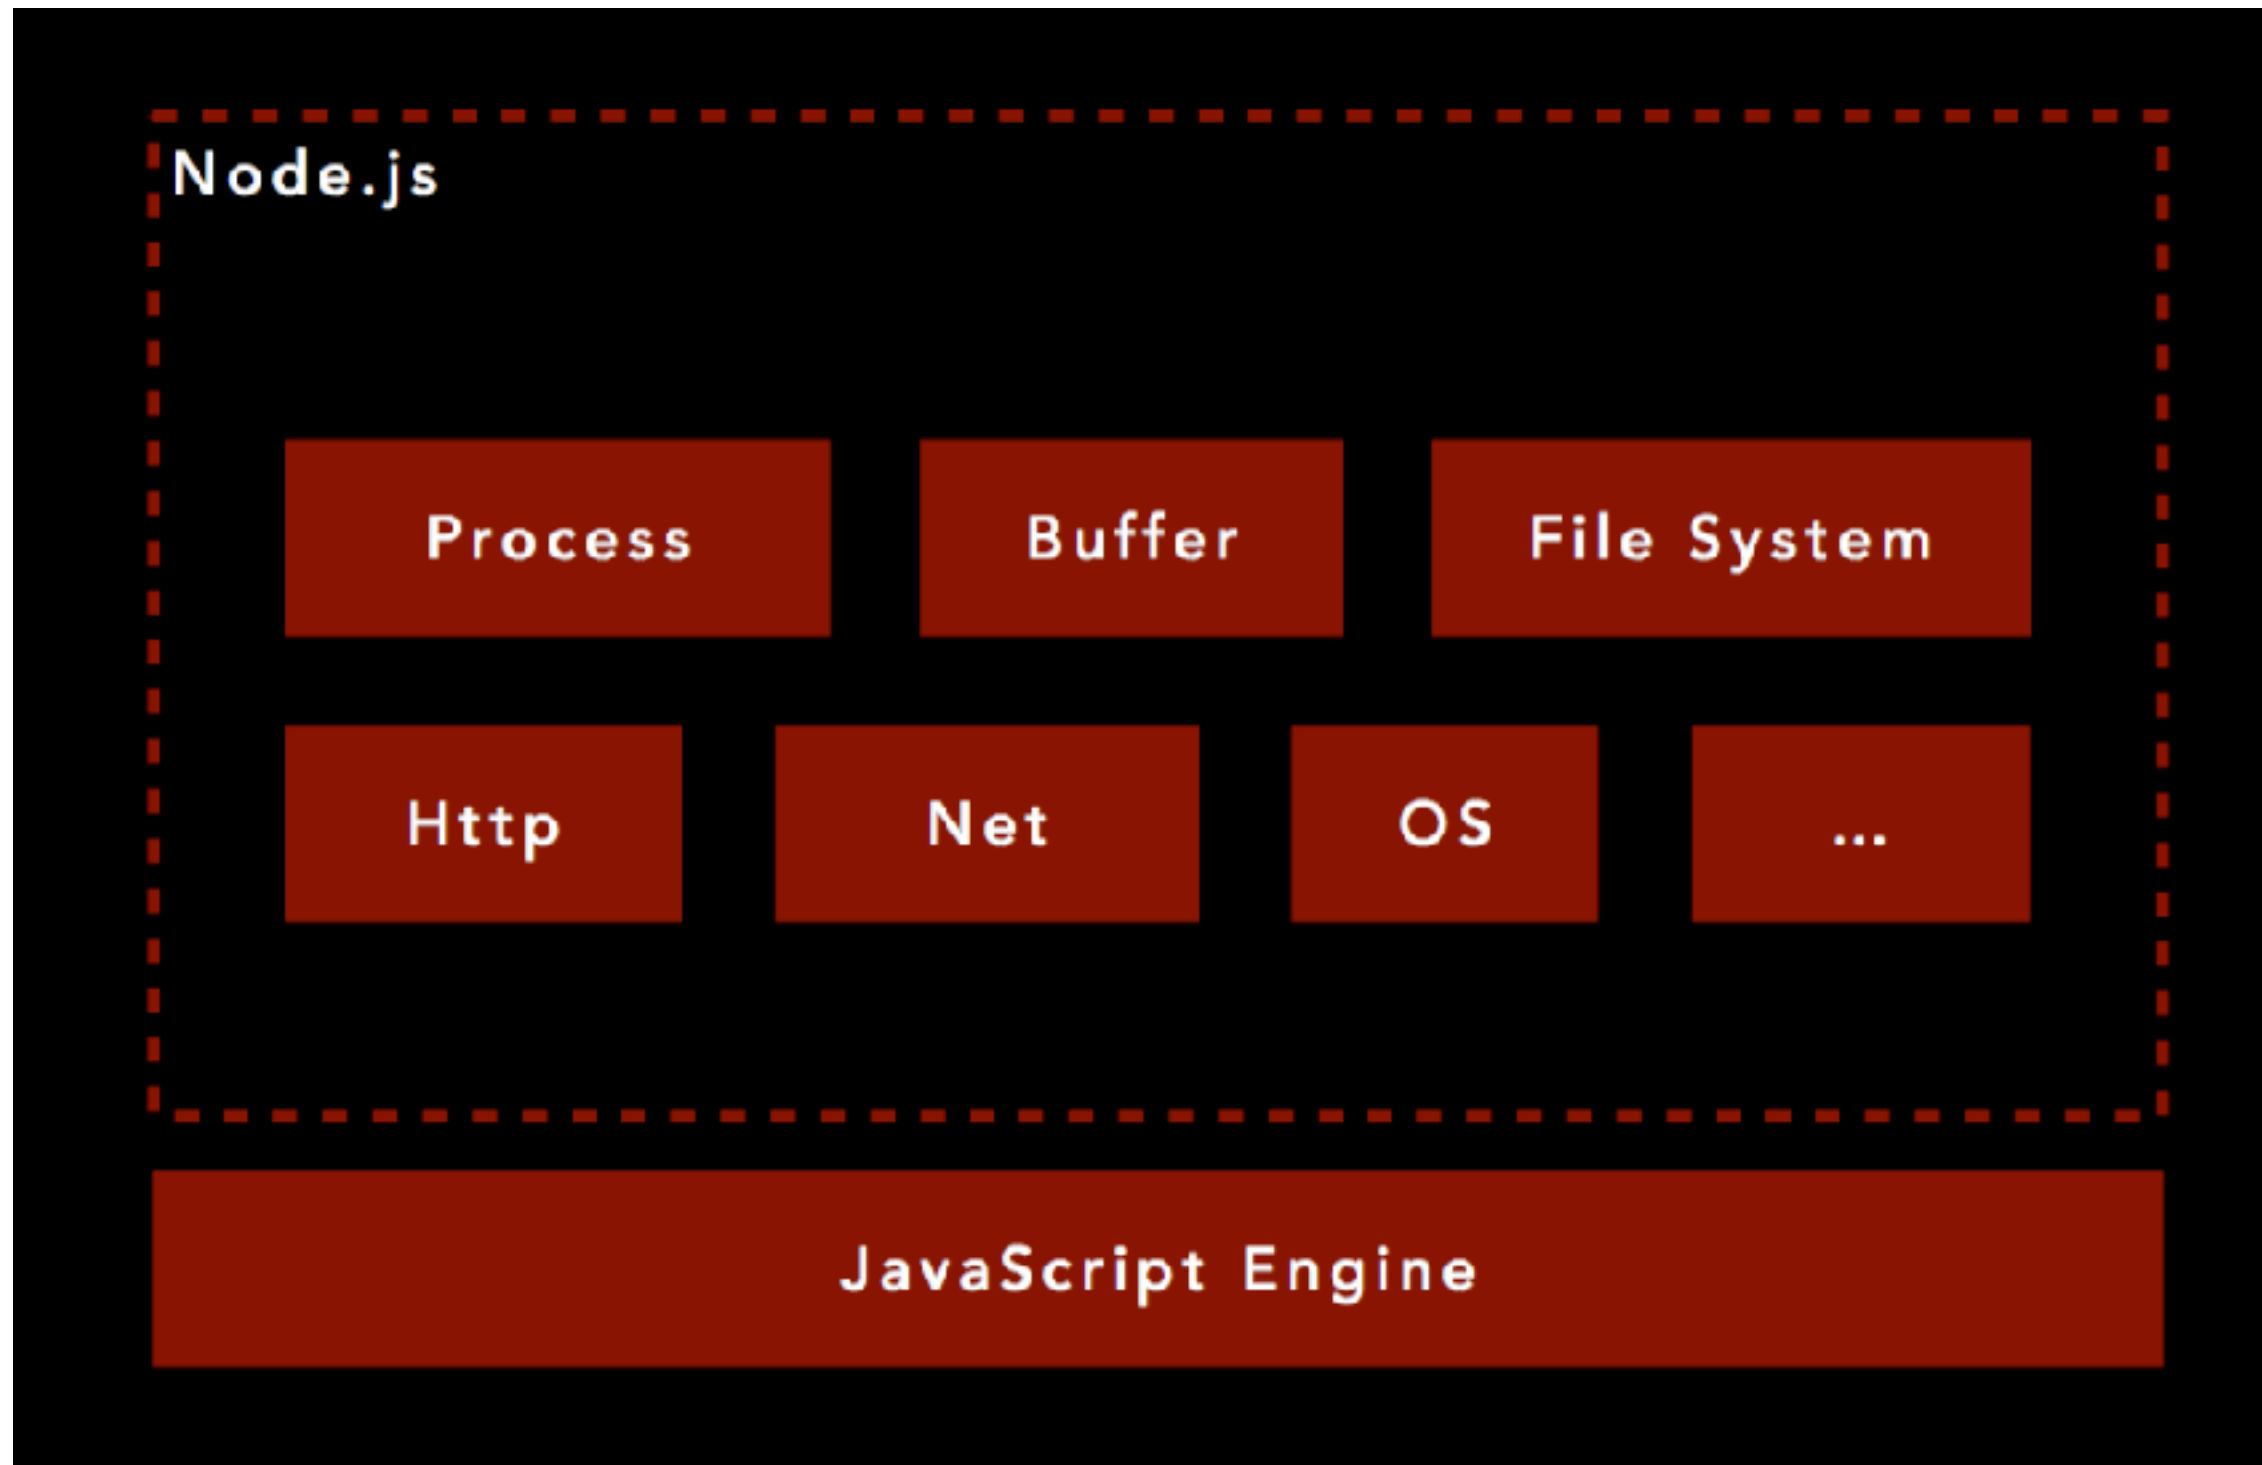 Node.js
Process Buffer File System
Http Net OS ...
JavaScript Engine